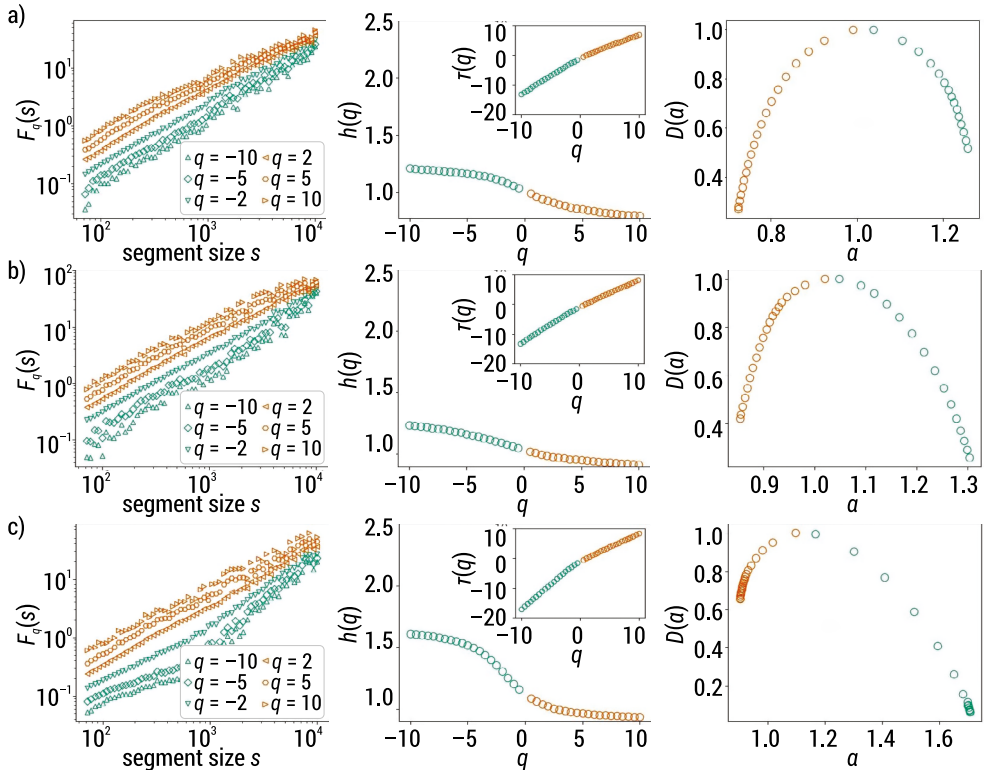 a)
F_q(s)
10¹
10⁰
10⁻¹
q = −10 q = 2
q = −5 q = 5
q = −2 q = 10
10² 10³ 10⁴
segment size s
h(q)
2.5
2.0
1.5
1.0
−10 −5 0 5 10
q
τ(q)
10
0
−10
−20
−10 0 10
q
D(a)
1.0
0.8
0.6
0.4
0.8 1.0 1.2
a
b)
F_q(s)
10²
10¹
10⁰
10⁻¹
q = −10 q = 2
q = −5 q = 5
q = −2 q = 10
10² 10³ 10⁴
segment size s
h(q)
2.5
2.0
1.5
1.0
−10 −5 0 5 10
q
τ(q)
10
0
−10
−20
−10 0 10
q
D(a)
1.0
0.8
0.6
0.4
0.9 1.0 1.1 1.2 1.3
a
c)
F_q(s)
10¹
10⁰
10⁻¹
q = −10 q = 2
q = −5 q = 5
q = −2 q = 10
10² 10³ 10⁴
segment size s
h(q)
2.5
2.0
1.5
1.0
−10 −5 0 5 10
q
τ(q)
10
0
−10
−20
−10 0 10
q
D(a)
1.0
0.8
0.6
0.4
0.2
1.0 1.2 1.4 1.6
a